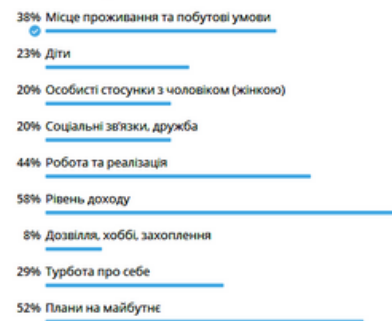 38% Місце проживання та побутові умови
23% Діти
20% Особисті стосунки з чоловіком (жінкою)
20% Соціальні зв'язки, дружба
44% Робота та реалізація
58% Рівень доходу
8% Дозвілля, хоббі, захоплення
29% Турбота про себе
52% Плани на майбутнє